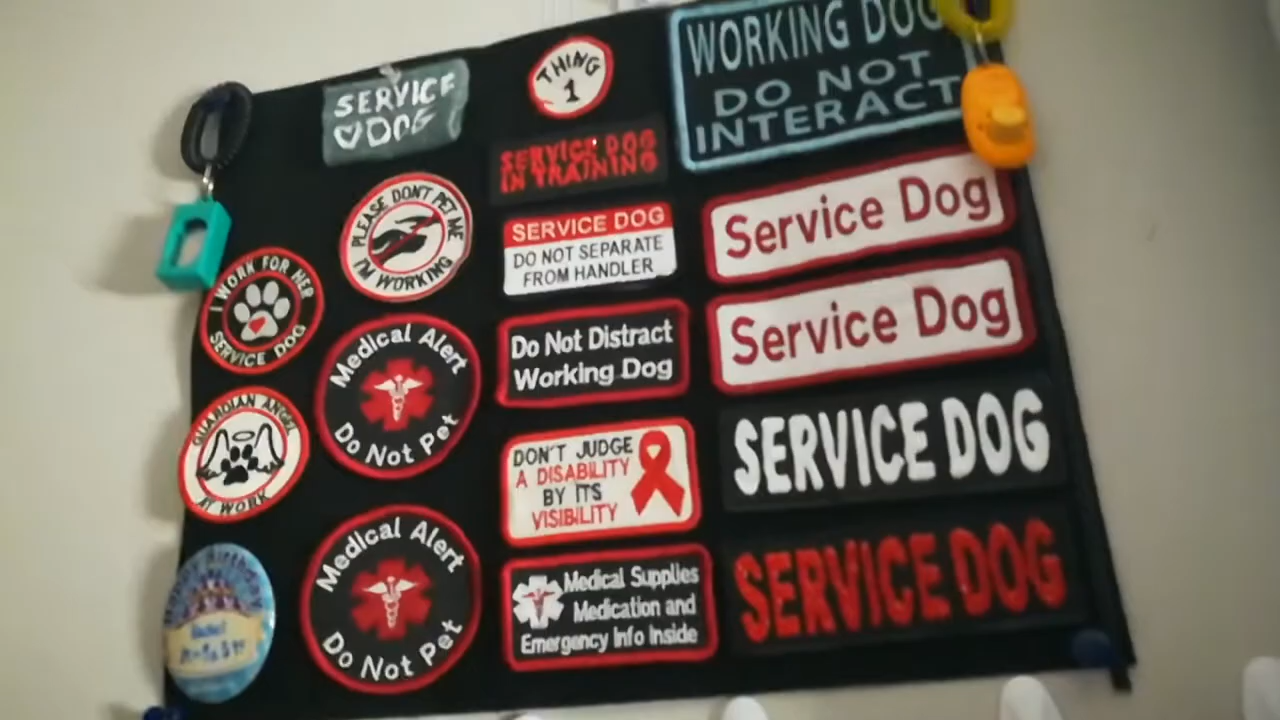 SERVICE
DOG
THING
1
WORKING DOG
DO NOT
INTERACT
SERVICE DOG
IN TRAINING
PLEASE DON'T PET ME
I'M WORKING
SERVICE DOG
DO NOT SEPARATE
FROM HANDLER
Service Dog
I WORK FOR HER
SERVICE DOG
Medical Alert
Do Not Pet
Do Not Distract
Working Dog
Service Dog
GUARDIAN ANGEL
AT WORK
DON'T JUDGE
A DISABILITY
BY ITS
VISIBILITY
SERVICE DOG
Medical Alert
Do Not Pet
Medical Supplies
Medication and
Emergency Info Inside
SERVICE DOG